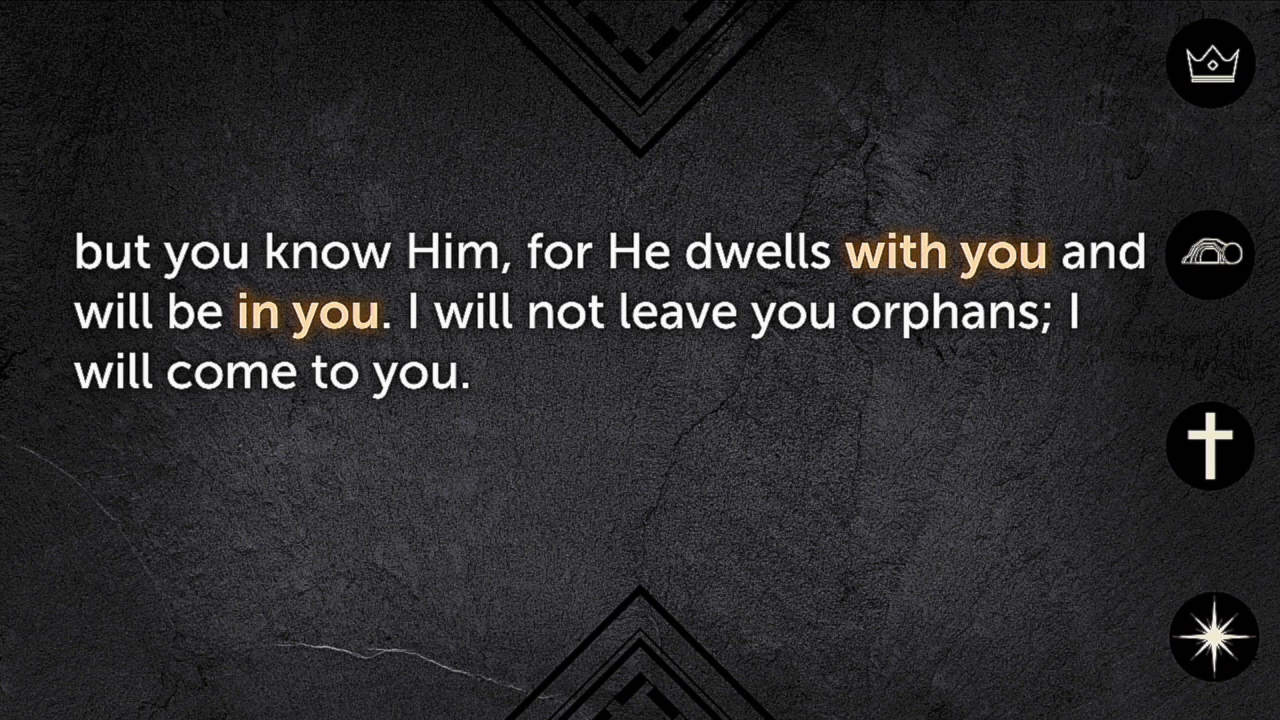 but you know Him, for He dwells with you and
will be in you. I will not leave you orphans; I
will come to you.